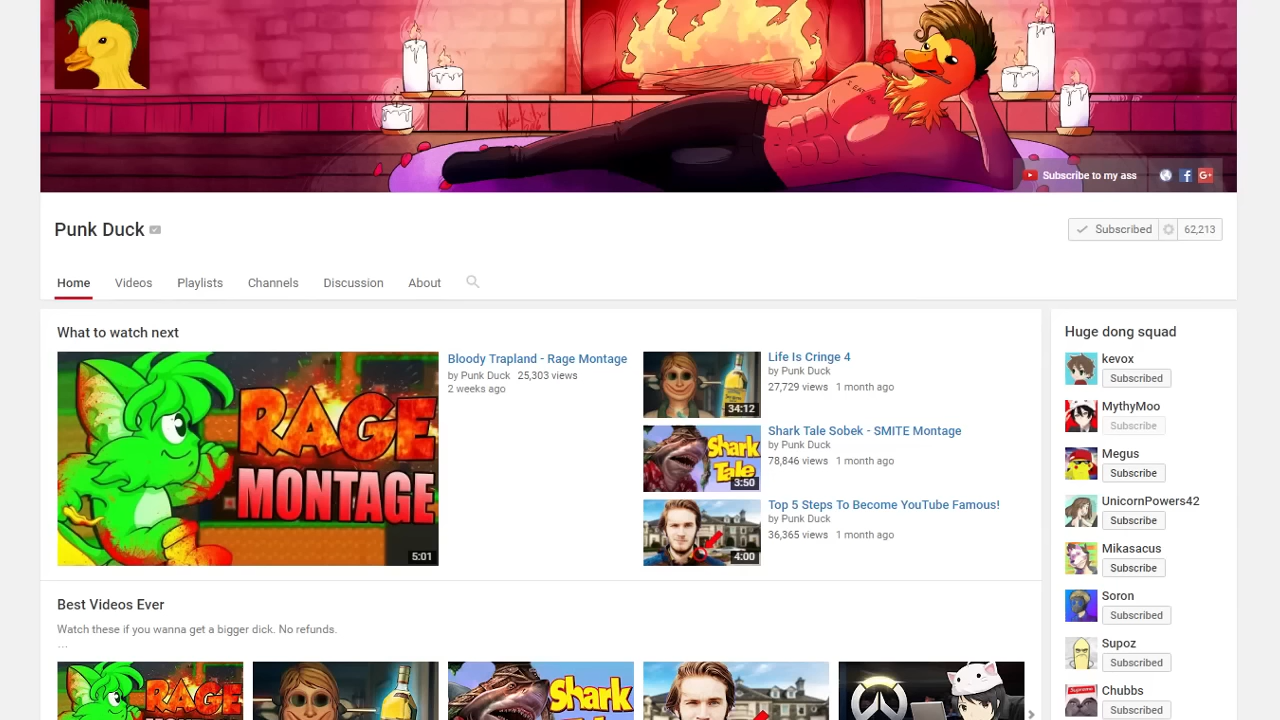 Subscribe to my ass
Punk Duck
Subscribed 62,213
Home Videos Playlists Channels Discussion About
What to watch next
RAGE
MONTAGE
5:01
Bloody Trapland - Rage Montage
by Punk Duck 25,303 views
2 weeks ago
34:12
Life Is Cringe 4
by Punk Duck
27,729 views 1 month ago
Shark
Tale
3:50
Shark Tale Sobek - SMITE Montage
by Punk Duck
78,846 views 1 month ago
4:00
Top 5 Steps To Become YouTube Famous!
by Punk Duck
36,365 views 1 month ago
Best Videos Ever
Watch these if you wanna get a bigger dick. No refunds.
...
RAGE
Shark
Huge dong squad
kevox
Subscribed
MythyMoo
Subscribe
Megus
Subscribe
UnicornPowers42
Subscribe
Mikasacus
Subscribe
Soron
Subscribed
Supoz
Subscribed
Chubbs
Subscribed